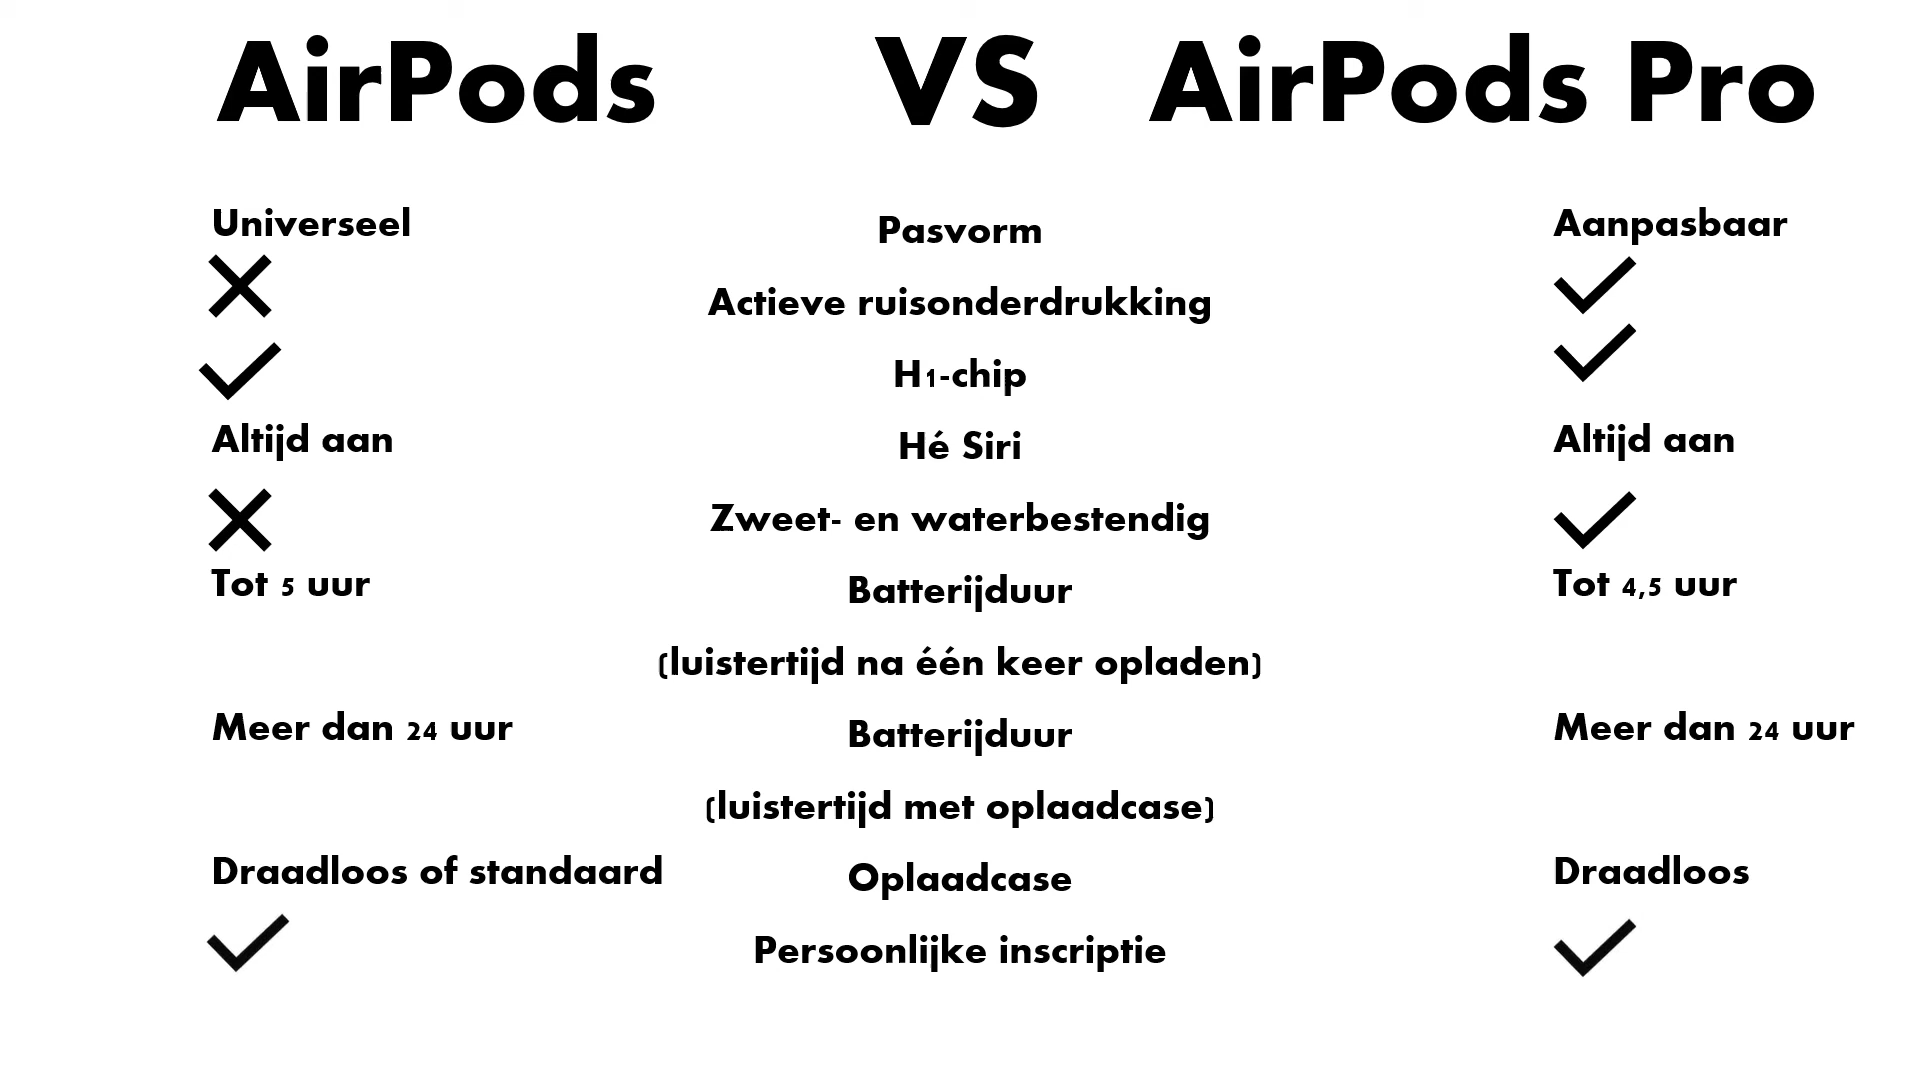 AirPods VS AirPods Pro
Universeel Pasvorm Aanpasbaar
Actieve ruisonderdrukking
H1-chip
Altijd aan Hé Siri Altijd aan
Zweet- en waterbestendig
Tot 5 uur Batterijduur Tot 4,5 uur
(luistertijd na één keer opladen)
Meer dan 24 uur Batterijduur Meer dan 24 uur
(luistertijd met oplaadcase)
Draadloos of standaard Oplaadcase Draadloos
Persoonlijke inscriptie